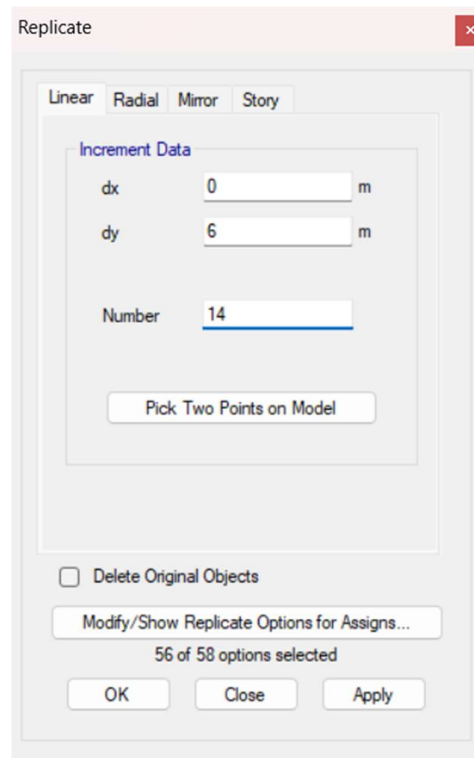 Replicate
Linear Radial Mirror Story
Increment Data
dx 0 m
dy 6 m
Number 14
Pick Two Points on Model
Delete Original Objects
Modify/Show Replicate Options for Assigns...
56 of 58 options selected
OK Close Apply